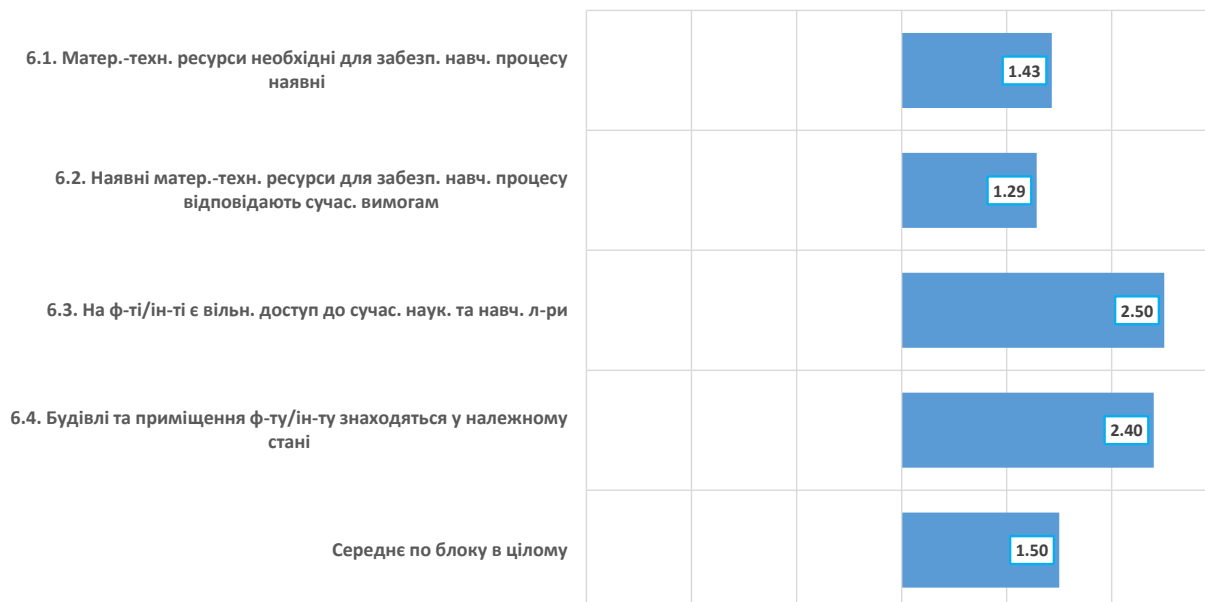 6.1. Матер.-техн. ресурси необхідні для забезп. навч. процесу
наявні
1.43
6.2. Наявні матер.-техн. ресурси для забезп. навч. процесу
відповідають сучас. вимогам
1.29
6.3. На ф-ті/ін-ті є вільн. доступ до сучас. наук. та навч. л-ри
2.50
6.4. Будівлі та приміщення ф-ту/ін-ту знаходяться у належному
стані
2.40
Середнє по блоку в цілому
1.50